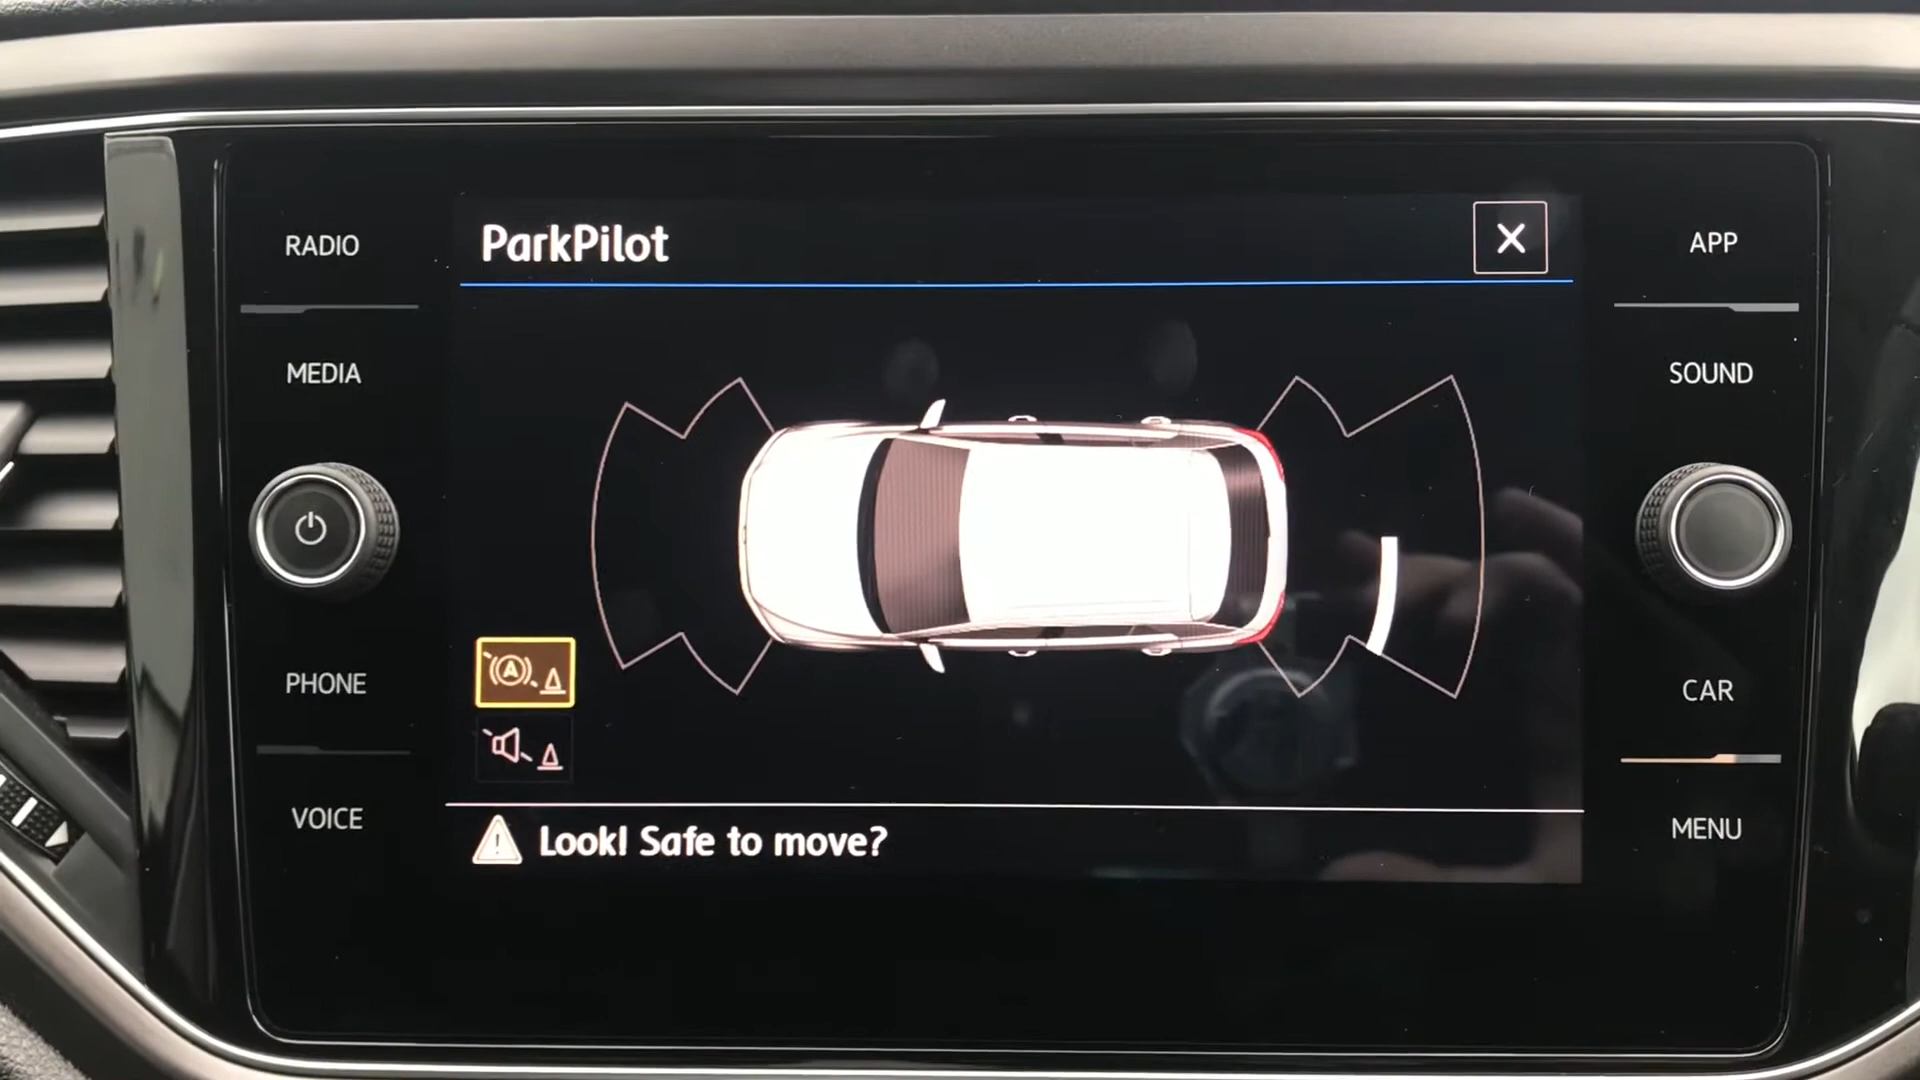 RADIO
MEDIA
PHONE
VOICE
ParkPilot
A
Look! Safe to move?
APP
SOUND
CAR
MENU